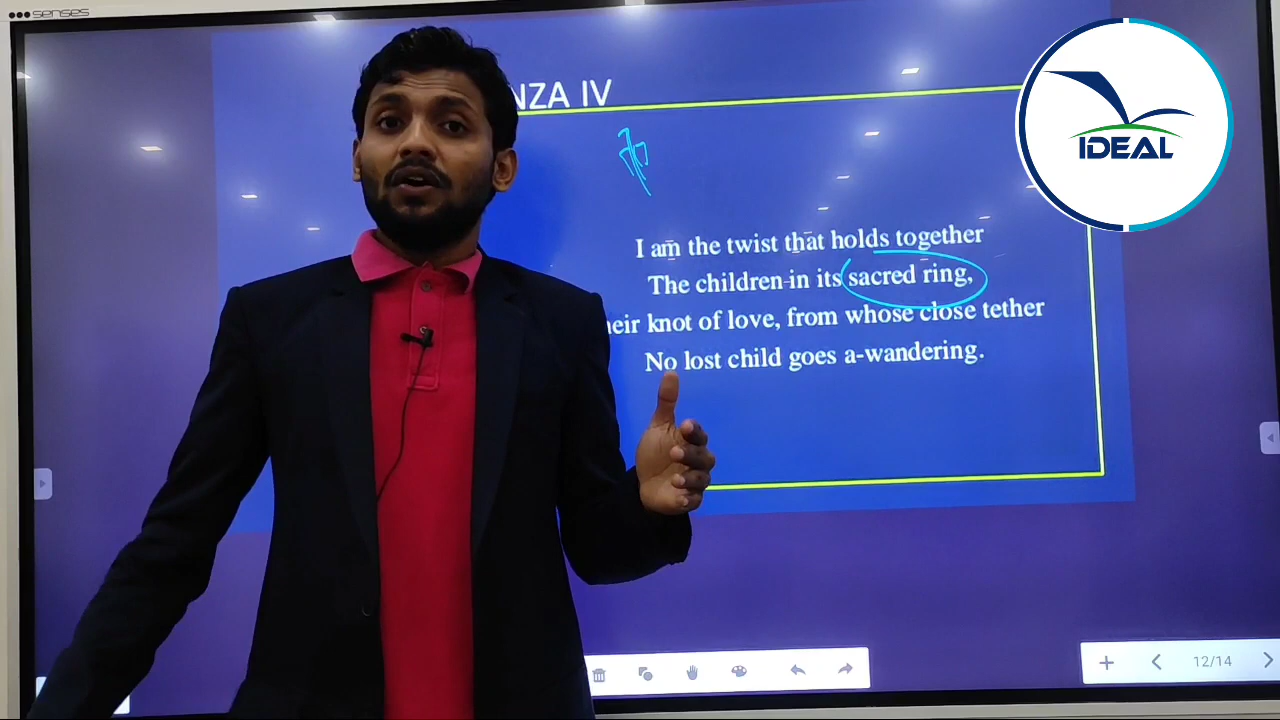 senses
NZA IV
IDEAL
I am the twist that holds together
The children-in its sacred ring,
heir knot of love, from whose close tether
No lost child goes a-wandering.
12/14